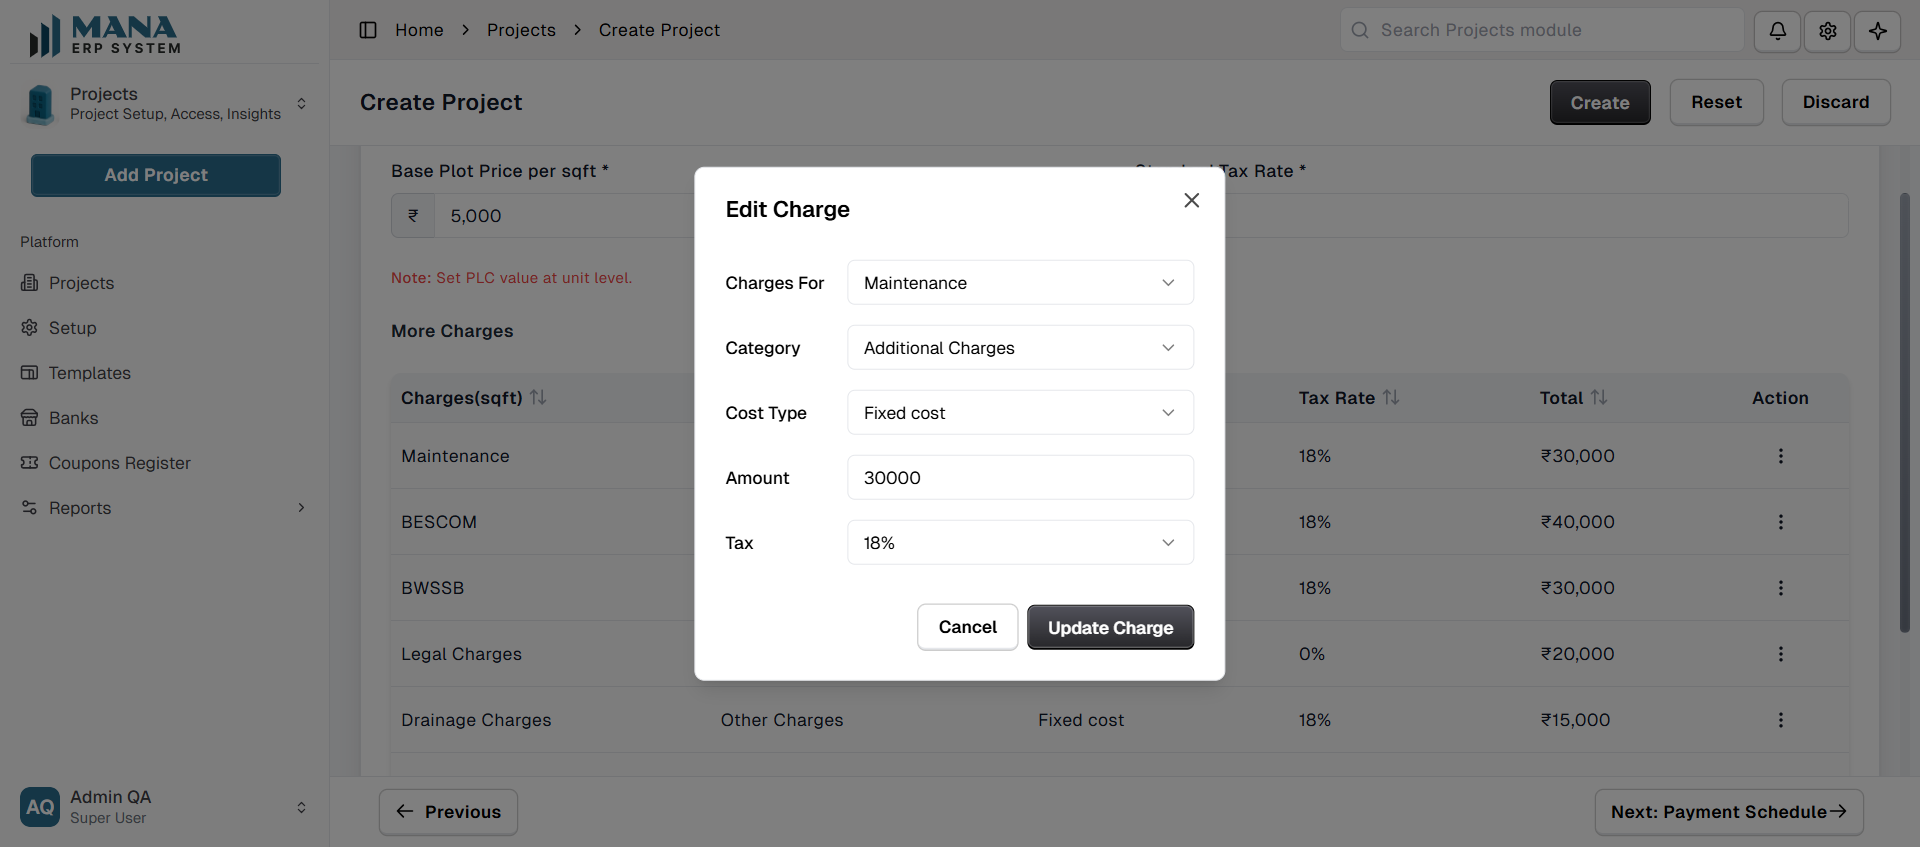 MANA
ERP SYSTEM
Projects
Project Setup, Access, Insights
Add Project
Platform
Projects
Setup
Templates
Banks
Coupons Register
Reports
AQ
Admin QA
Super User
Home
Projects
Create Project
Search Projects module
Create Project
Create
Reset
Discard
Base Plot Price per sqft *
Tax Rate *
₹
5,000
Note: Set PLC value at unit level.
More Charges
Charges(sqft)
Tax Rate
Total
Action
Maintenance
18%
₹30,000
BESCOM
18%
₹40,000
BWSSB
18%
₹30,000
Legal Charges
0%
₹20,000
Drainage Charges
Other Charges
Fixed cost
18%
₹15,000
Previous
Next: Payment Schedule
Edit Charge
Charges For
Maintenance
Category
Additional Charges
Cost Type
Fixed cost
Amount
30000
Tax
18%
Cancel
Update Charge